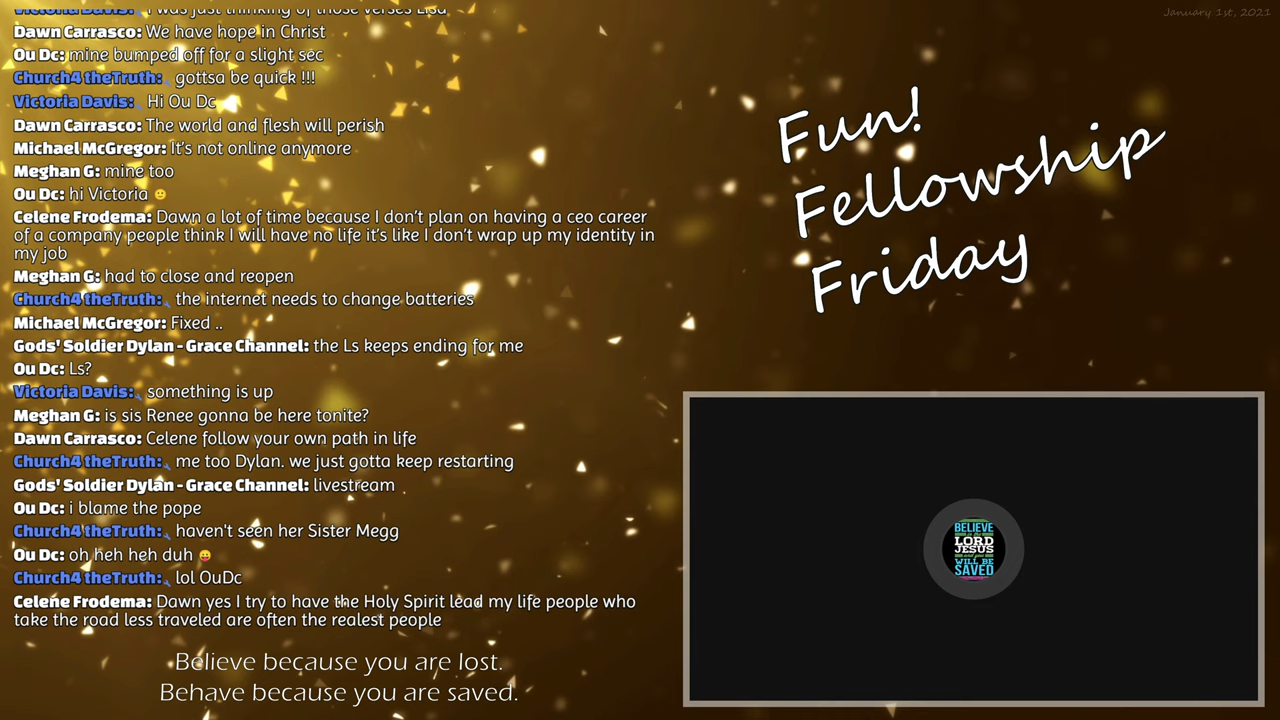 Victoria Davis: I was just thinking of those verses Lisa
Dawn Carrasco: We have hope in Christ
Ou Dc: mine bumped off for a slight sec
Church4 theTruth: gottsa be quick !!!
Victoria Davis: Hi Ou Dc
Dawn Carrasco: The world and flesh will perish
Michael McGregor: It's not online anymore
Meghan G: mine too
Ou Dc: hi Victoria 🙂
Celene Frodema: Dawn a lot of time because I don't plan on having a ceo career
of a company people think I will have no life it's like I don't wrap up my identity in
my job
Meghan G: had to close and reopen
Church4 theTruth: the internet needs to change batteries
Michael McGregor: Fixed ..
Gods' Soldier Dylan - Grace Channel: the Ls keeps ending for me
Ou Dc: Ls?
Victoria Davis: something is up
Meghan G: is sis Renee gonna be here tonite?
Dawn Carrasco: Celene follow your own path in life
Church4 theTruth: me too Dylan. we just gotta keep restarting
Gods' Soldier Dylan - Grace Channel: livestream
Ou Dc: i blame the pope
Church4 theTruth: haven't seen her Sister Megg
Ou Dc: oh heh heh duh 😛
Church4 theTruth: lol OuDc
Celene Frodema: Dawn yes I try to have the Holy Spirit lead my life people who
take the road less traveled are often the realest people
Believe because you are lost.
Behave because you are saved.
January 1st, 2021
Fun!
Fellowship
Friday
BELIEVE
LORD
JESUS
WILL BE
SAVED